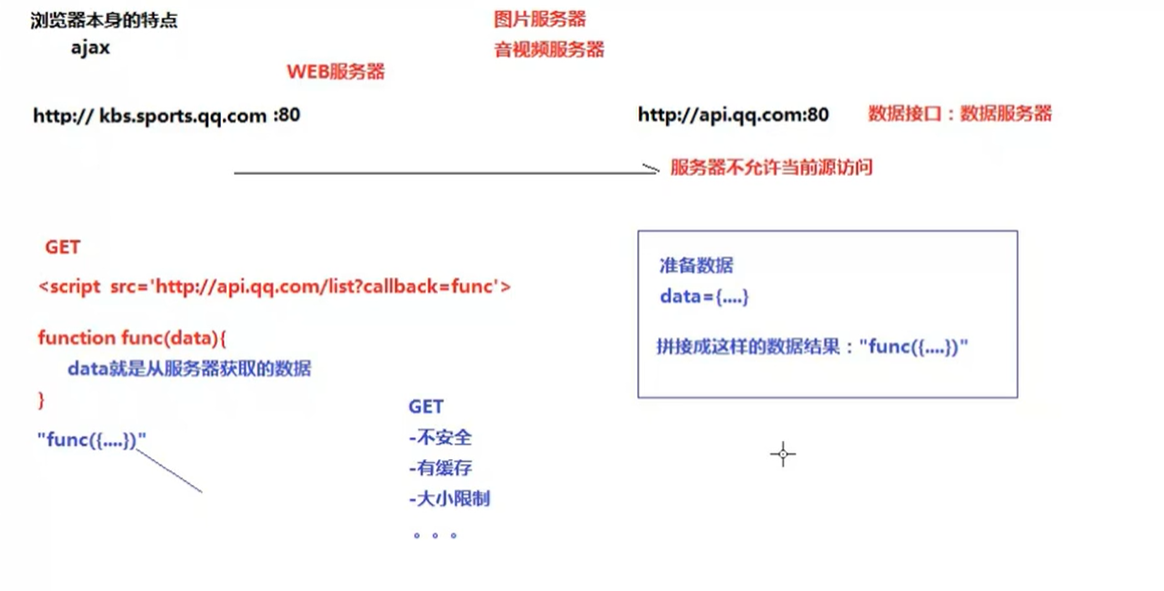 浏览器本身的特点
ajax
图片服务器
音视频服务器
WEB服务器
http:// kbs.sports.qq.com :80
http://api.qq.com:80
数据接口：数据服务器
服务器不允许当前源访问
GET
<script src='http://api.qq.com/list?callback=func'>
function func(data){
data就是从服务器获取的数据
}
"func({....})"
GET
-不安全
-有缓存
-大小限制
。。。
准备数据
data={....}
拼接成这样的数据结果："func({....})"